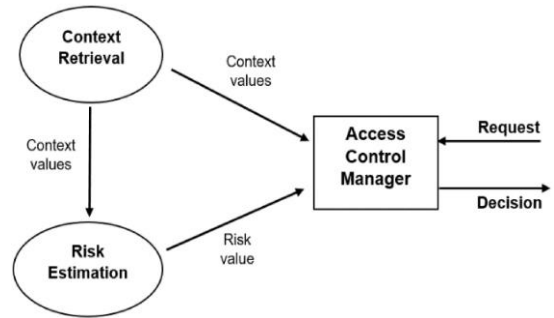 Context
Retrieval
Context
values
Context
values
Access
Control
Manager
Request
Decision
Risk
Estimation
Risk
value